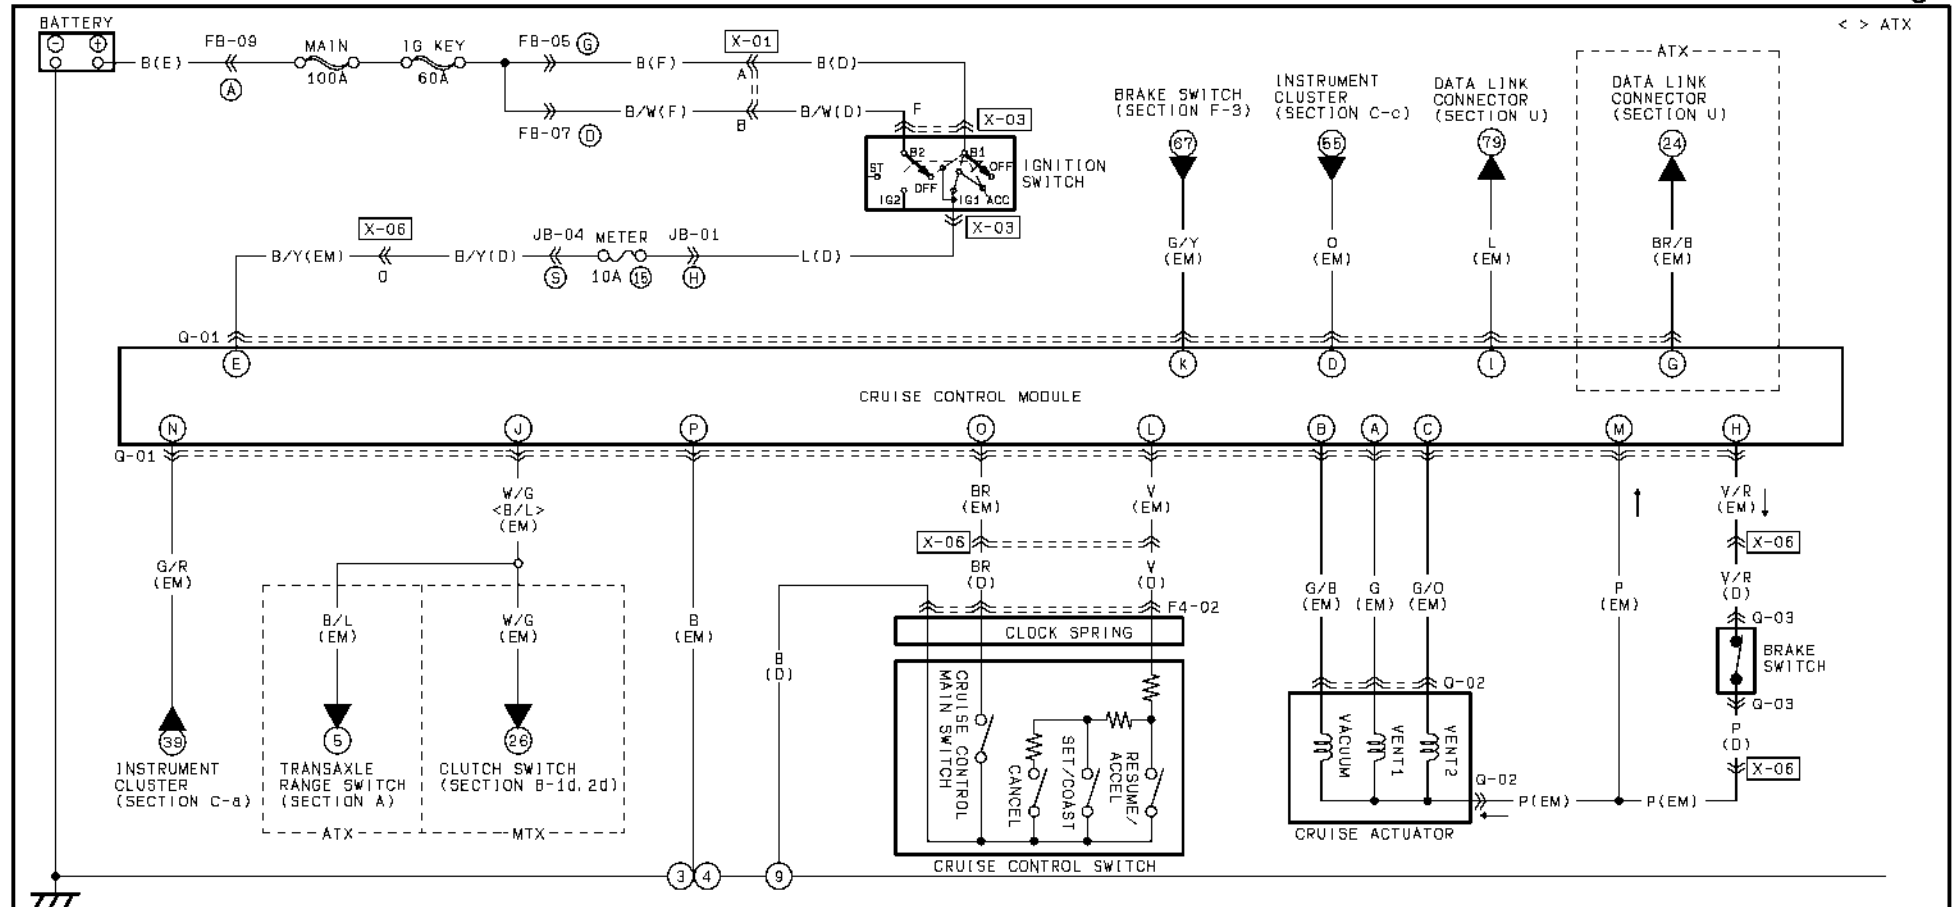 < > ATX
BATTERY
- +
B(E)
FB-09
A
MAIN
100A
IG KEY
60A
FB-05 G
B(F)
X-01
A
B(D)
FB-07 D
B/W(F)
B
B/W(D)
F
X-03
B2
B1
ST
OFF
OFF
IG2
IG1 ACC
IGNITION
SWITCH
X-03
B/Y(EM)
X-06
O
B/Y(D)
JB-04
S
METER
10A 15
JB-01
H
L(D)
BRAKE SWITCH
(SECTION F-3)
67
G/Y
(EM)
INSTRUMENT
CLUSTER
(SECTION C-c)
55
O
(EM)
DATA LINK
CONNECTOR
(SECTION U)
79
L
(EM)
ATX
DATA LINK
CONNECTOR
(SECTION U)
24
BR/B
(EM)
Q-01
E
K
D
I
G
CRUISE CONTROL MODULE
N
J
P
O
L
B
A
C
M
H
Q-01
G/R
(EM)
39
INSTRUMENT
CLUSTER
(SECTION C-a)
W/G
<B/L>
(EM)
B/L
(EM)
5
TRANSAXLE
RANGE SWITCH
(SECTION A)
ATX
W/G
(EM)
26
CLUTCH SWITCH
(SECTION B-1d,2d)
MTX
B
(EM)
3 4
B
(D)
9
BR
(EM)
V
(EM)
X-06
BR
(D)
V
(D)
F4-02
CLOCK SPRING
CRUISE CONTROL
MAIN SWITCH
CANCEL
SET/COAST
RESUME/
ACCEL
CRUISE CONTROL SWITCH
G/B
(EM)
G
(EM)
G/O
(EM)
Q-02
VACUUM
VENT1
VENT2
CRUISE ACTUATOR
Q-02
P(EM)
P
(EM)
P(EM)
V/R
(EM)
X-06
V/R
(D)
Q-03
BRAKE
SWITCH
Q-03
P
(D)
X-06